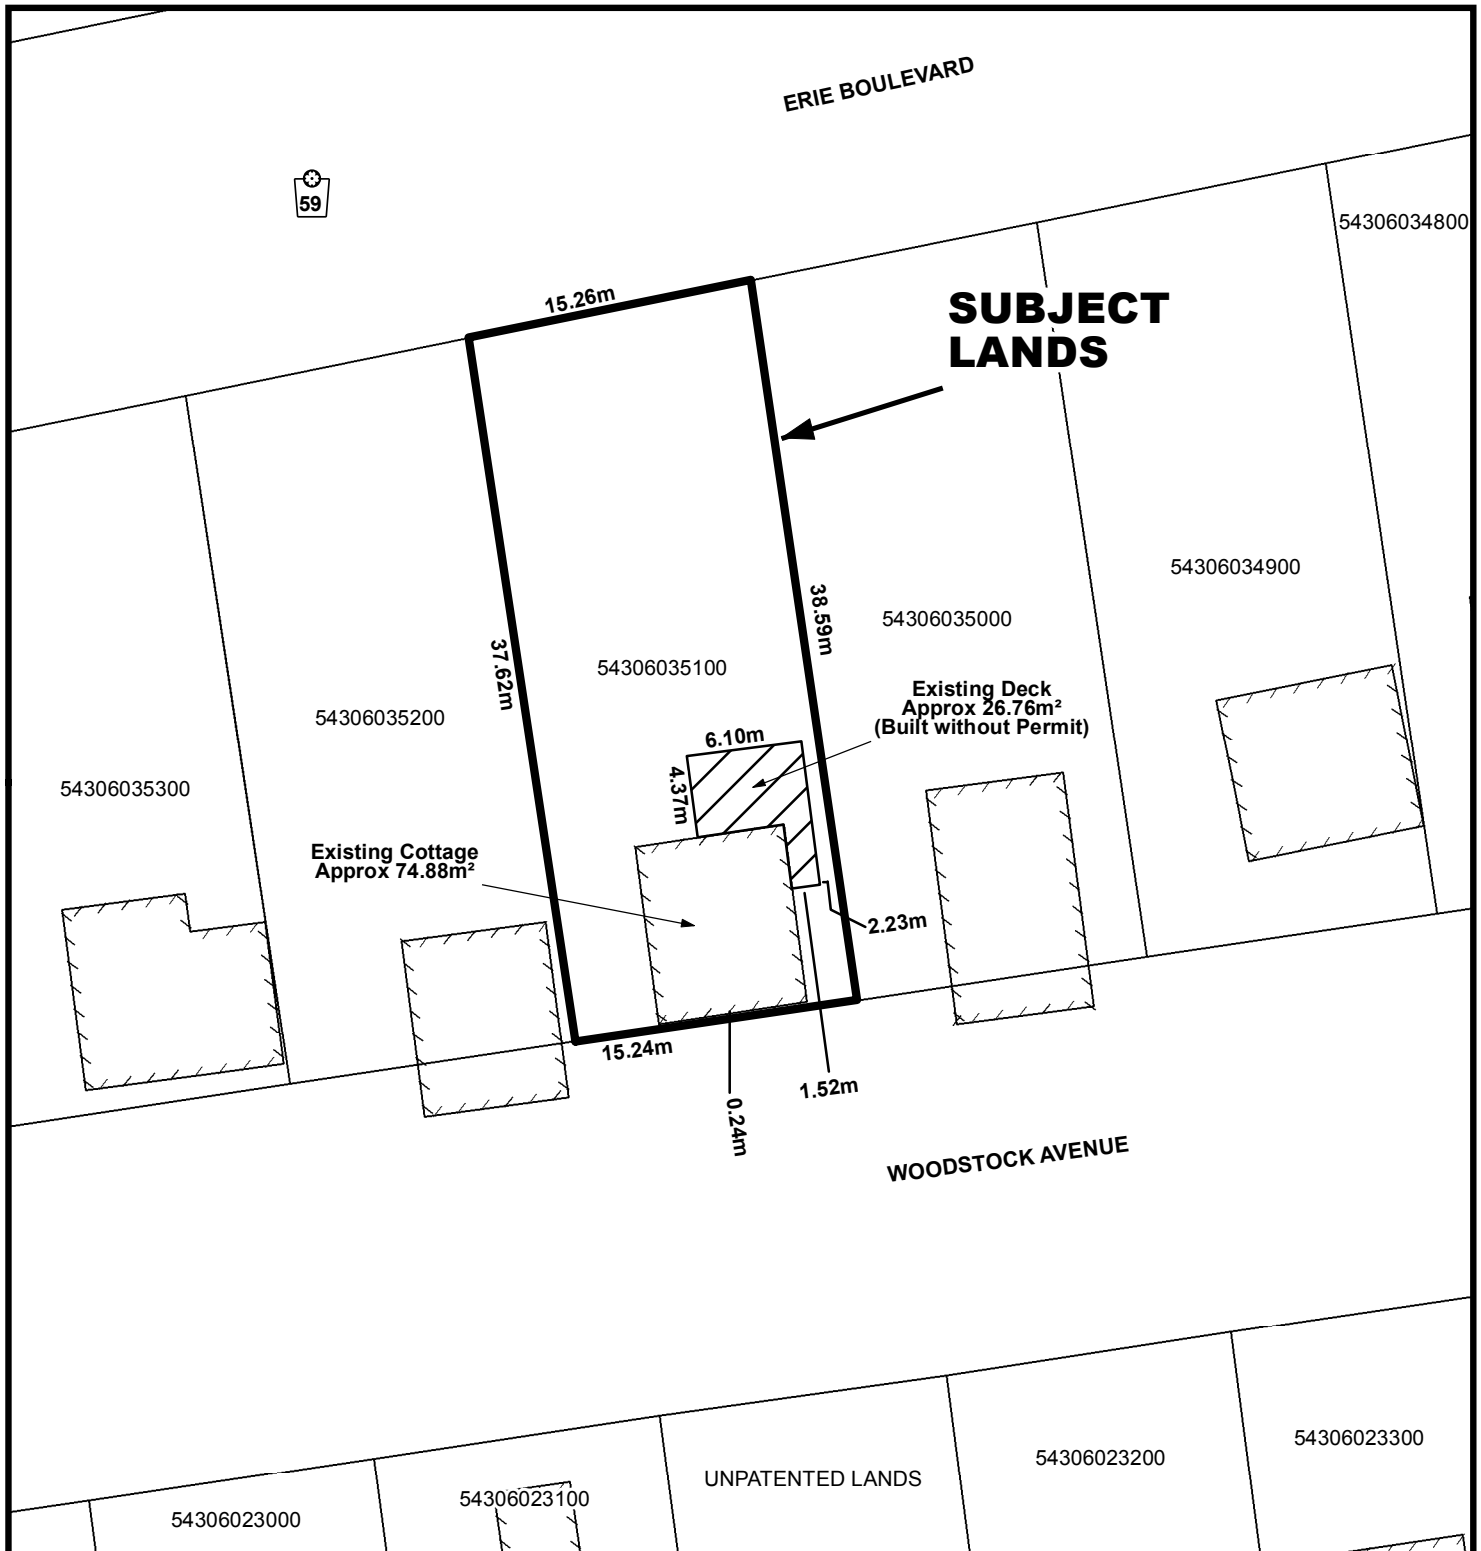 ERIE BOULEVARD
59
54306034800
15.26m
SUBJECT
LANDS
54306034900
38.59m
54306035000
37.62m
54306035100
Existing Deck
Approx 26.76m²
(Built without Permit)
54306035200
6.10m
4.37m
54306035300
Existing Cottage
Approx 74.88m²
2.23m
15.24m
1.52m
0.24m
WOODSTOCK AVENUE
54306023300
54306023200
UNPATENTED LANDS
54306023100
54306023000